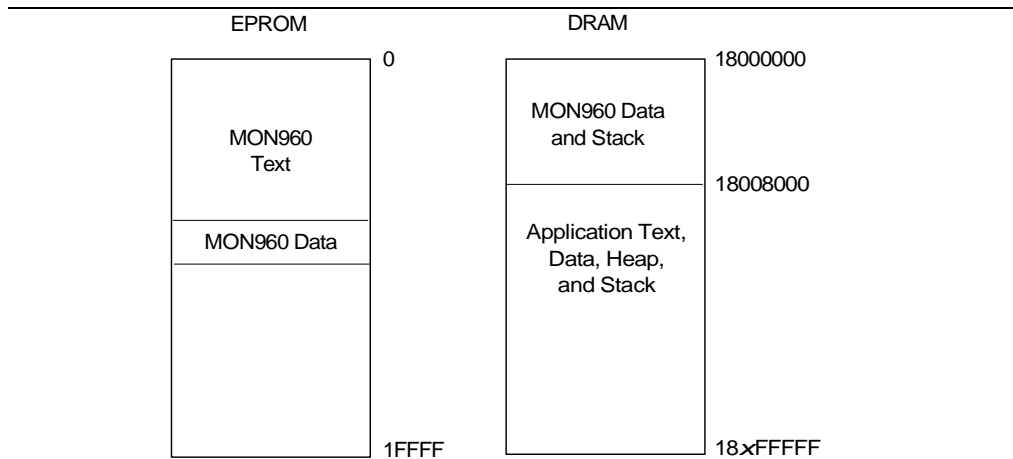 EPROM
0
MON960
Text
MON960 Data
1FFFF
DRAM
18000000
MON960 Data
and Stack
18008000
Application Text,
Data, Heap,
and Stack
18xFFFFF